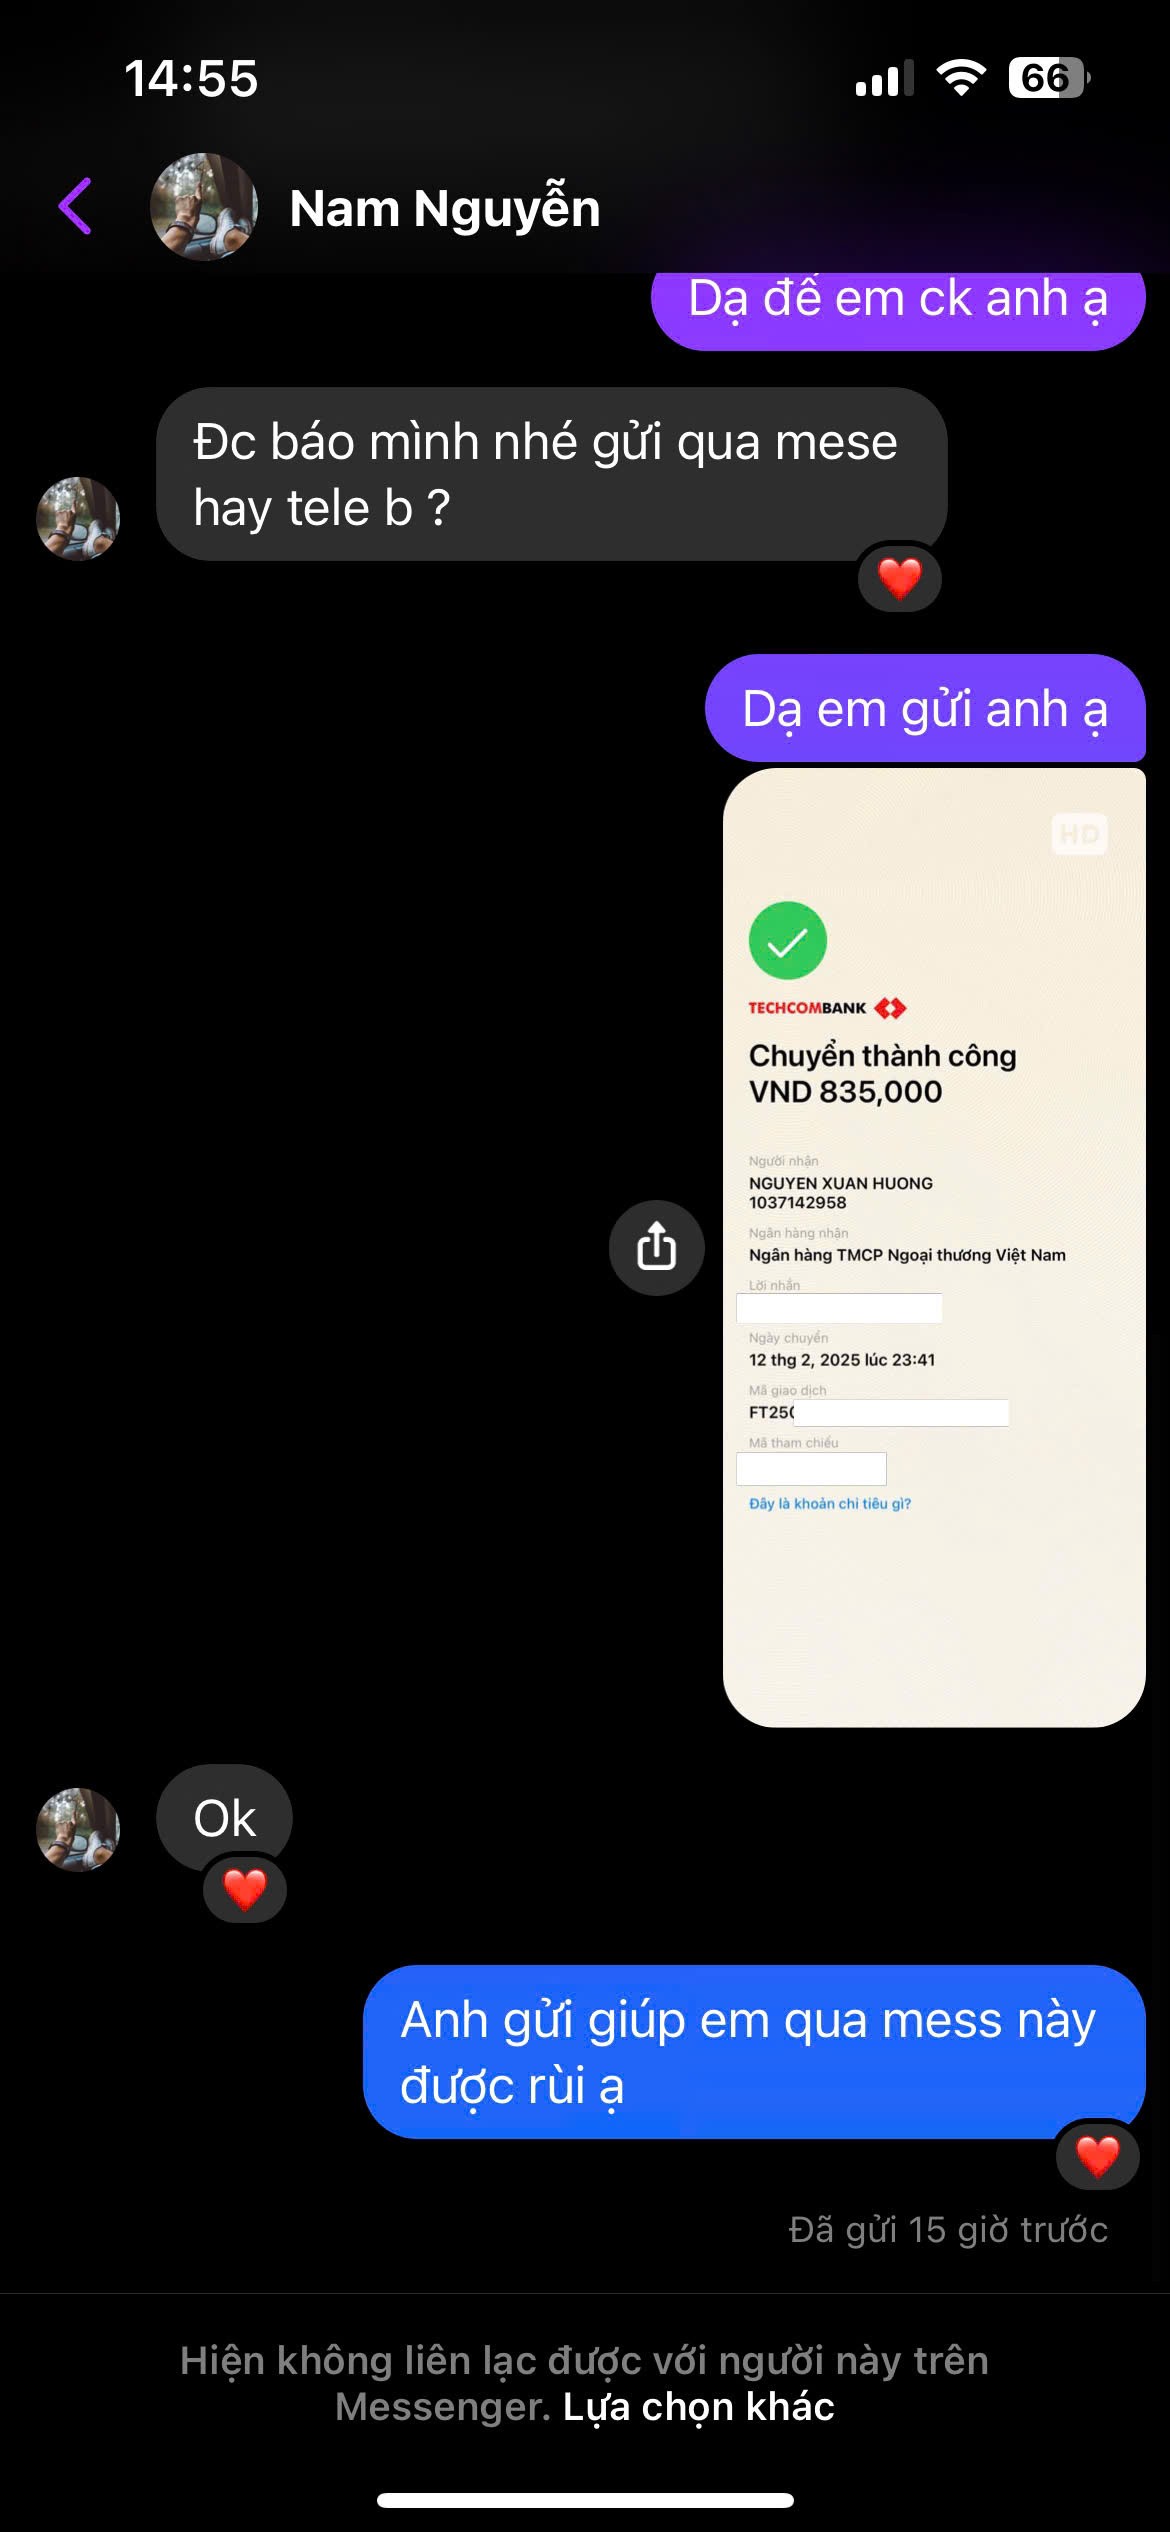 14:55
66
Nam Nguyễn
Dạ để em ck anh ạ
Đc báo mình nhé gửi qua mese
hay tele b ?
Dạ em gửi anh ạ
HD
TECHCOMBANK
Chuyển thành công
VND 835,000
Người nhận
NGUYEN XUAN HUONG
1037142958
Ngân hàng nhận
Ngân hàng TMCP Ngoại thương Việt Nam
Lời nhắn
Ngày chuyển
12 thg 2, 2025 lúc 23:41
Mã giao dịch
FT250
Mã tham chiếu
Đây là khoản chi tiêu gì?
Ok
Anh gửi giúp em qua mess này
được rùi ạ
Đã gửi 15 giờ trước
Hiện không liên lạc được với người này trên
Messenger. Lựa chọn khác